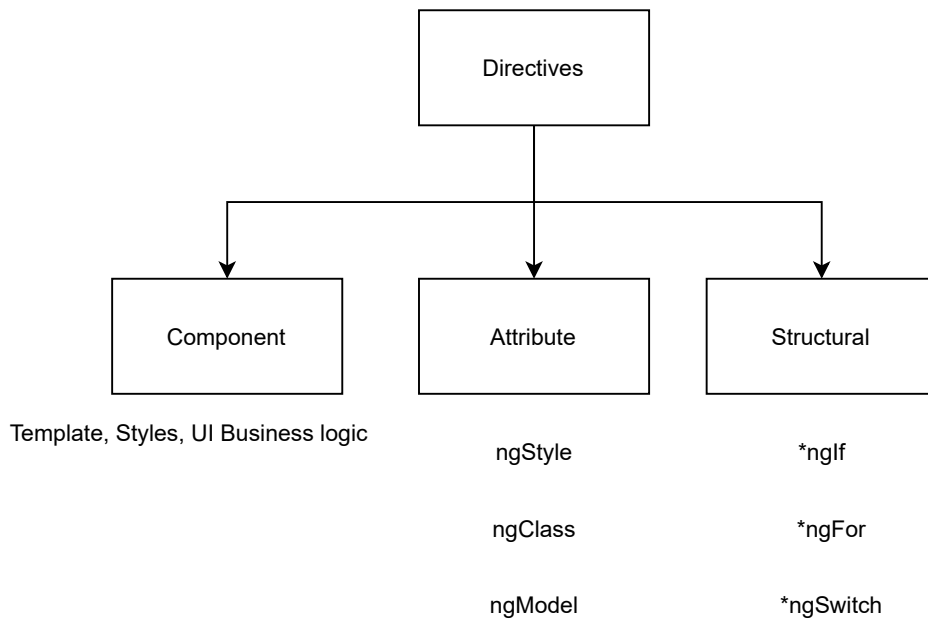 Directives
Component
Attribute
Structural
Template, Styles, UI Business logic
ngStyle
*ngIf
ngClass
*ngFor
ngModel
*ngSwitch